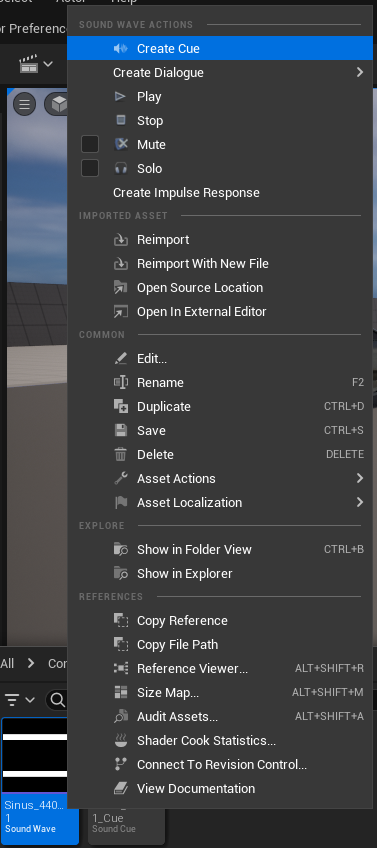 Select Actor Help
or Preferenc
SOUND WAVE ACTIONS
Create Cue
Create Dialogue
Play
Stop
Mute
Solo
Create Impulse Response
IMPORTED ASSET
Reimport
Reimport With New File
Open Source Location
Open In External Editor
COMMON
Edit...
Rename F2
Duplicate CTRL+D
Save CTRL+S
Delete DELETE
Asset Actions
Asset Localization
EXPLORE
Show in Folder View CTRL+B
Show in Explorer
REFERENCES
Copy Reference
Copy File Path
Reference Viewer... ALT+SHIFT+R
Size Map... ALT+SHIFT+M
Audit Assets... ALT+SHIFT+A
Shader Cook Statistics...
Connect To Revision Control...
View Documentation
All
Con
Sinus_440...
1
Sound Wave
1_Cue
Sound Cue